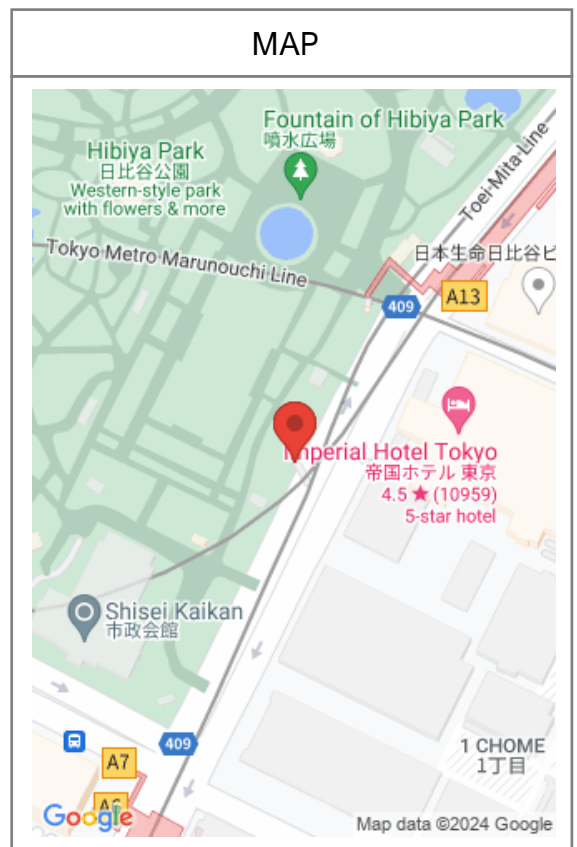 MAP
Fountain of Hibiya Park
噴水広場
Hibiya Park
日比谷公園
Western-style park
with flowers & more
Toei Mita Line
Tokyo Metro Marunouchi Line
日本生命日比谷ビ
409
A13
Imperial Hotel Tokyo
帝国ホテル 東京
4.5 ★ (10959)
5-star hotel
Shisei Kaikan
市政会館
409
A7
1 CHOME
1丁目
A6
Google
Map data ©2024 Google